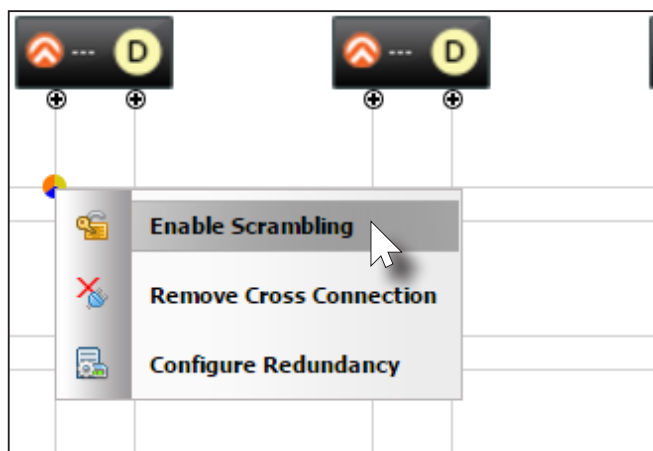 --- D
--- D
Enable Scrambling
Remove Cross Connection
Configure Redundancy